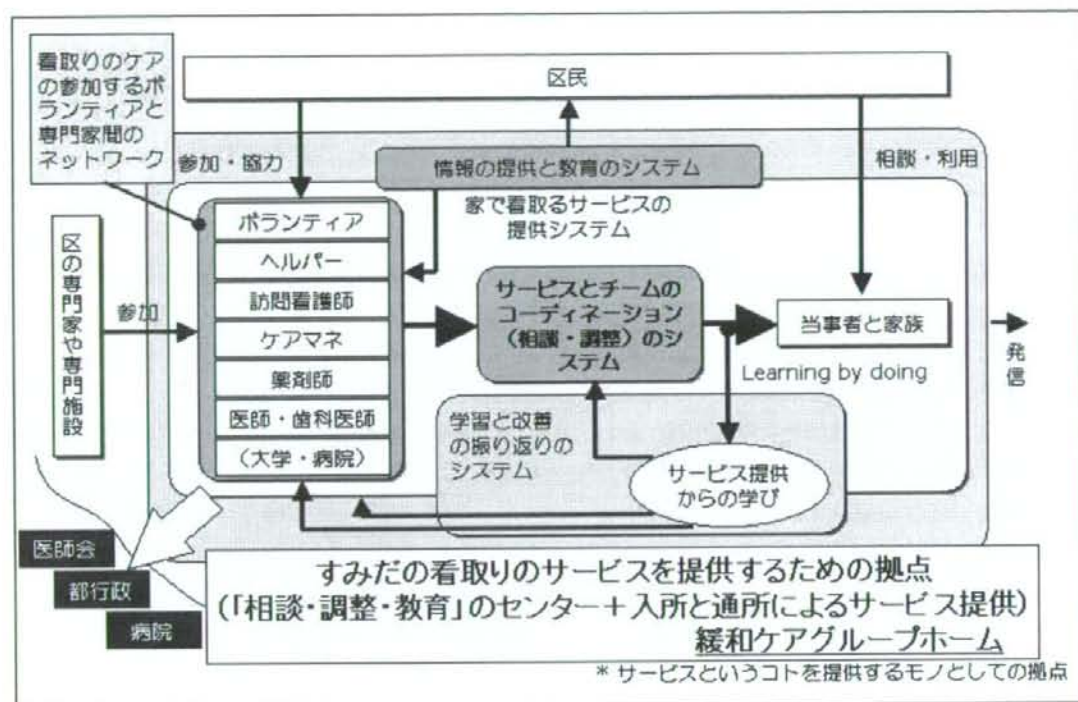 看取りのケア
の参加するボ
ランティアと
専門家間の
ネットワーク
区民
参加・協力
情報の提供と教育のシステム
相談・利用
家で看取るサービスの
提供システム
区の専門家や専門施設
参加
ボランティア
ヘルパー
訪問看護師
ケアマネ
薬剤師
医師・歯科医師
(大学・病院)
サービスとチームの
コーディネーション
(相談・調整)のシ
ステム
当事者と家族
発信
Learning by doing
学習と改善
の振り返りの
システム
サービス提供
からの学び
医師会
都行政
病院
すみだの看取りのサービスを提供するための拠点
(「相談・調整・教育」のセンター+入所と通所によるサービス提供)
緩和ケアグループホーム
* サービスというコトを提供するモノとしての拠点